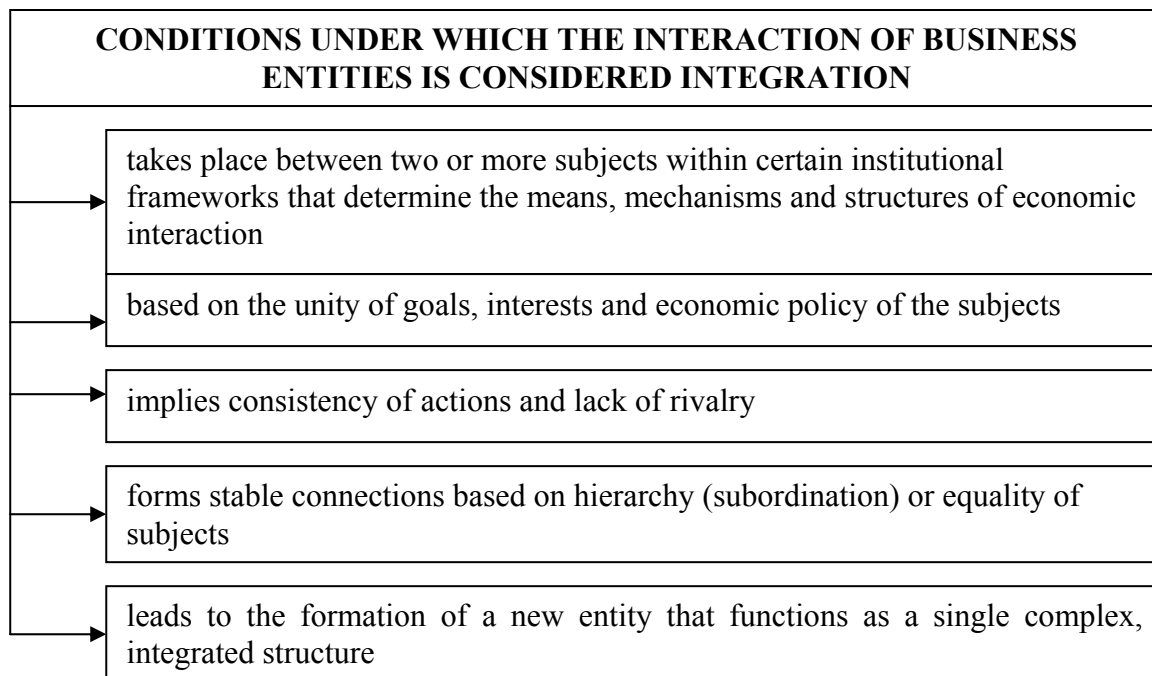 CONDITIONS UNDER WHICH THE INTERACTION OF BUSINESS
ENTITIES IS CONSIDERED INTEGRATION
takes place between two or more subjects within certain institutional
frameworks that determine the means, mechanisms and structures of economic
interaction
based on the unity of goals, interests and economic policy of the subjects
implies consistency of actions and lack of rivalry
forms stable connections based on hierarchy (subordination) or equality of
subjects
leads to the formation of a new entity that functions as a single complex,
integrated structure